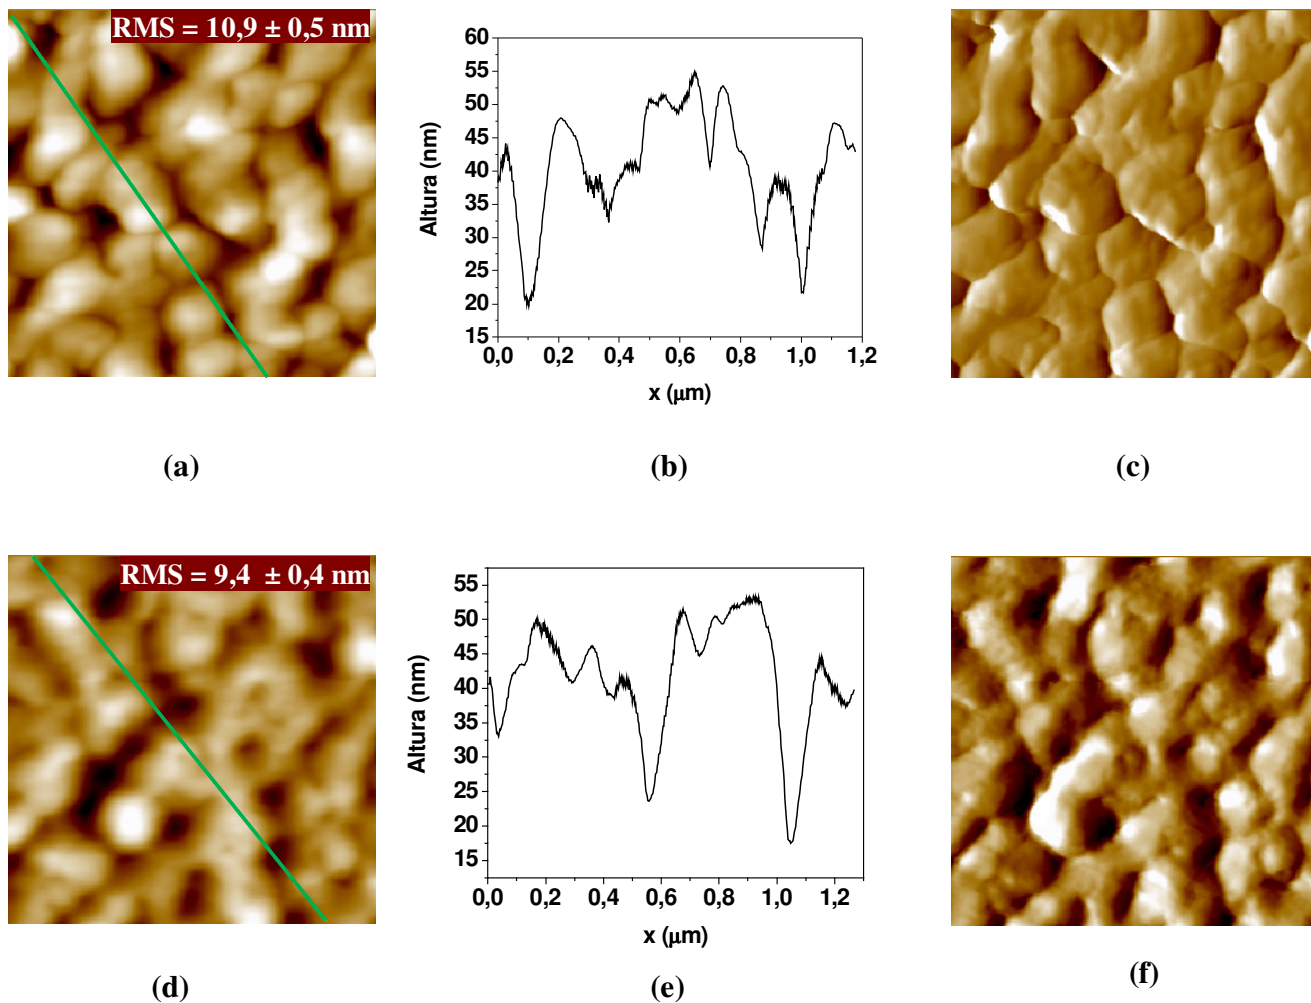 RMS = 10,9 ± 0,5 nm
60
55
50
45
40
35
30
25
20
15
Altura (nm)
0,0 0,2 0,4 0,6 0,8 1,0 1,2
x (µm)
(a)
(b)
(c)
RMS = 9,4 ± 0,4 nm
55
50
45
40
35
30
25
20
15
Altura (nm)
0,0 0,2 0,4 0,6 0,8 1,0 1,2
x (µm)
(d)
(e)
(f)